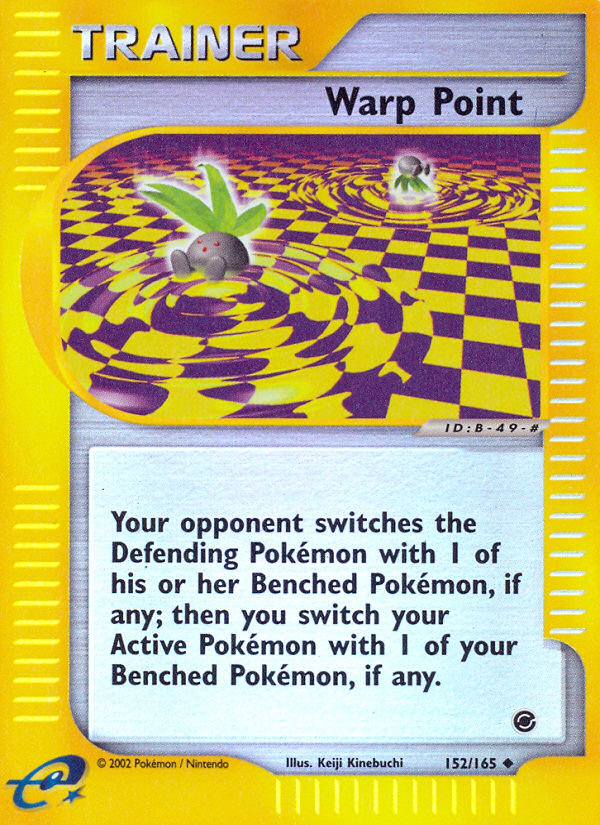 TRAINER
Warp Point
ID:B-49-#
Your opponent switches the
Defending Pokémon with 1 of
his or her Benched Pokémon, if
any; then you switch your
Active Pokémon with 1 of your
Benched Pokémon, if any.
© 2002 Pokémon / Nintendo
Illus. Keiji Kinebuchi
152/165 ◆
e